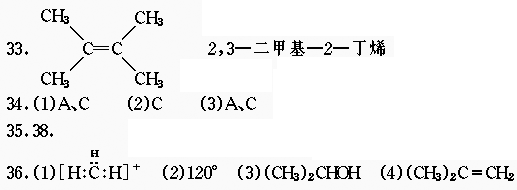 CH₃ CH₃
33. C=C 2,3—二甲基—2—丁烯
CH₃ CH₃
34.(1)A、C (2)C (3)A、C
35.38.
36.(1)[H:C̈:H]⁺ (2)120° (3)(CH₃)₂CHOH (4)(CH₃)₂C=CH₂
H